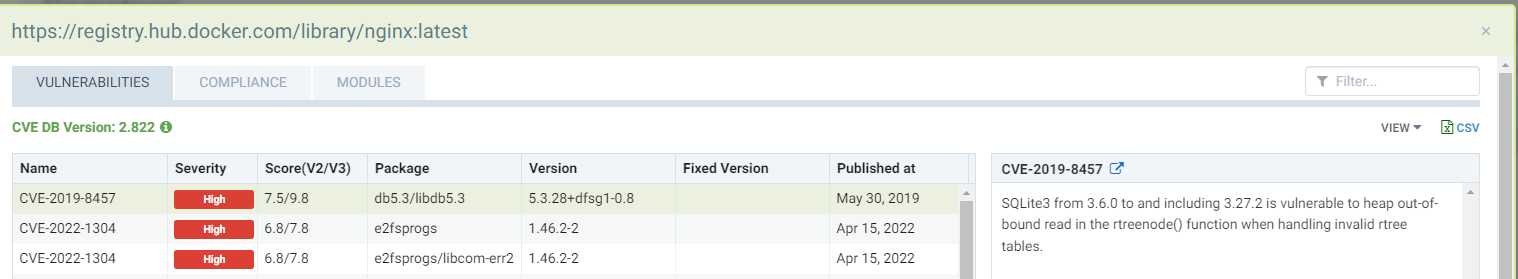 https://registry.hub.docker.com/library/nginx:latest ×
VULNERABILITIES COMPLIANCE MODULES Filter...
CVE DB Version: 2.822 VIEW CSV
Name Severity Score(V2/V3) Package Version Fixed Version Published at
CVE-2019-8457 High 7.5/9.8 db5.3/libdb5.3 5.3.28+dfsg1-0.8 May 30, 2019
CVE-2022-1304 High 6.8/7.8 e2fsprogs 1.46.2-2 Apr 15, 2022
CVE-2022-1304 High 6.8/7.8 e2fsprogs/libcom-err2 1.46.2-2 Apr 15, 2022
CVE-2019-8457
SQLite3 from 3.6.0 to and including 3.27.2 is vulnerable to heap out-of-
bound read in the rtreenode() function when handling invalid rtree
tables.